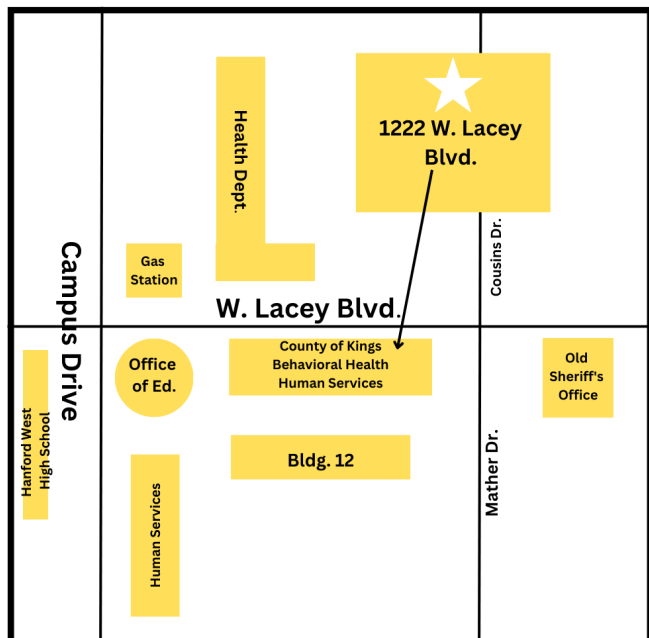 Health Dept.
1222 W. Lacey
Blvd.
Cousins Dr.
Gas
Station
Campus Drive
W. Lacey Blvd.
Office
of Ed.
County of Kings
Behavioral Health
Human Services
Old
Sheriff's
Office
Hanford West
High School
Bldg. 12
Mather Dr.
Human Services